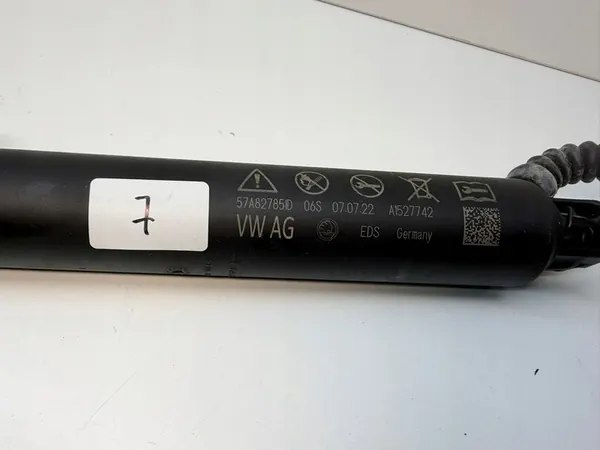 7
57A827851D 06S 07.07.22 A1527742
VW AG EDS Germany